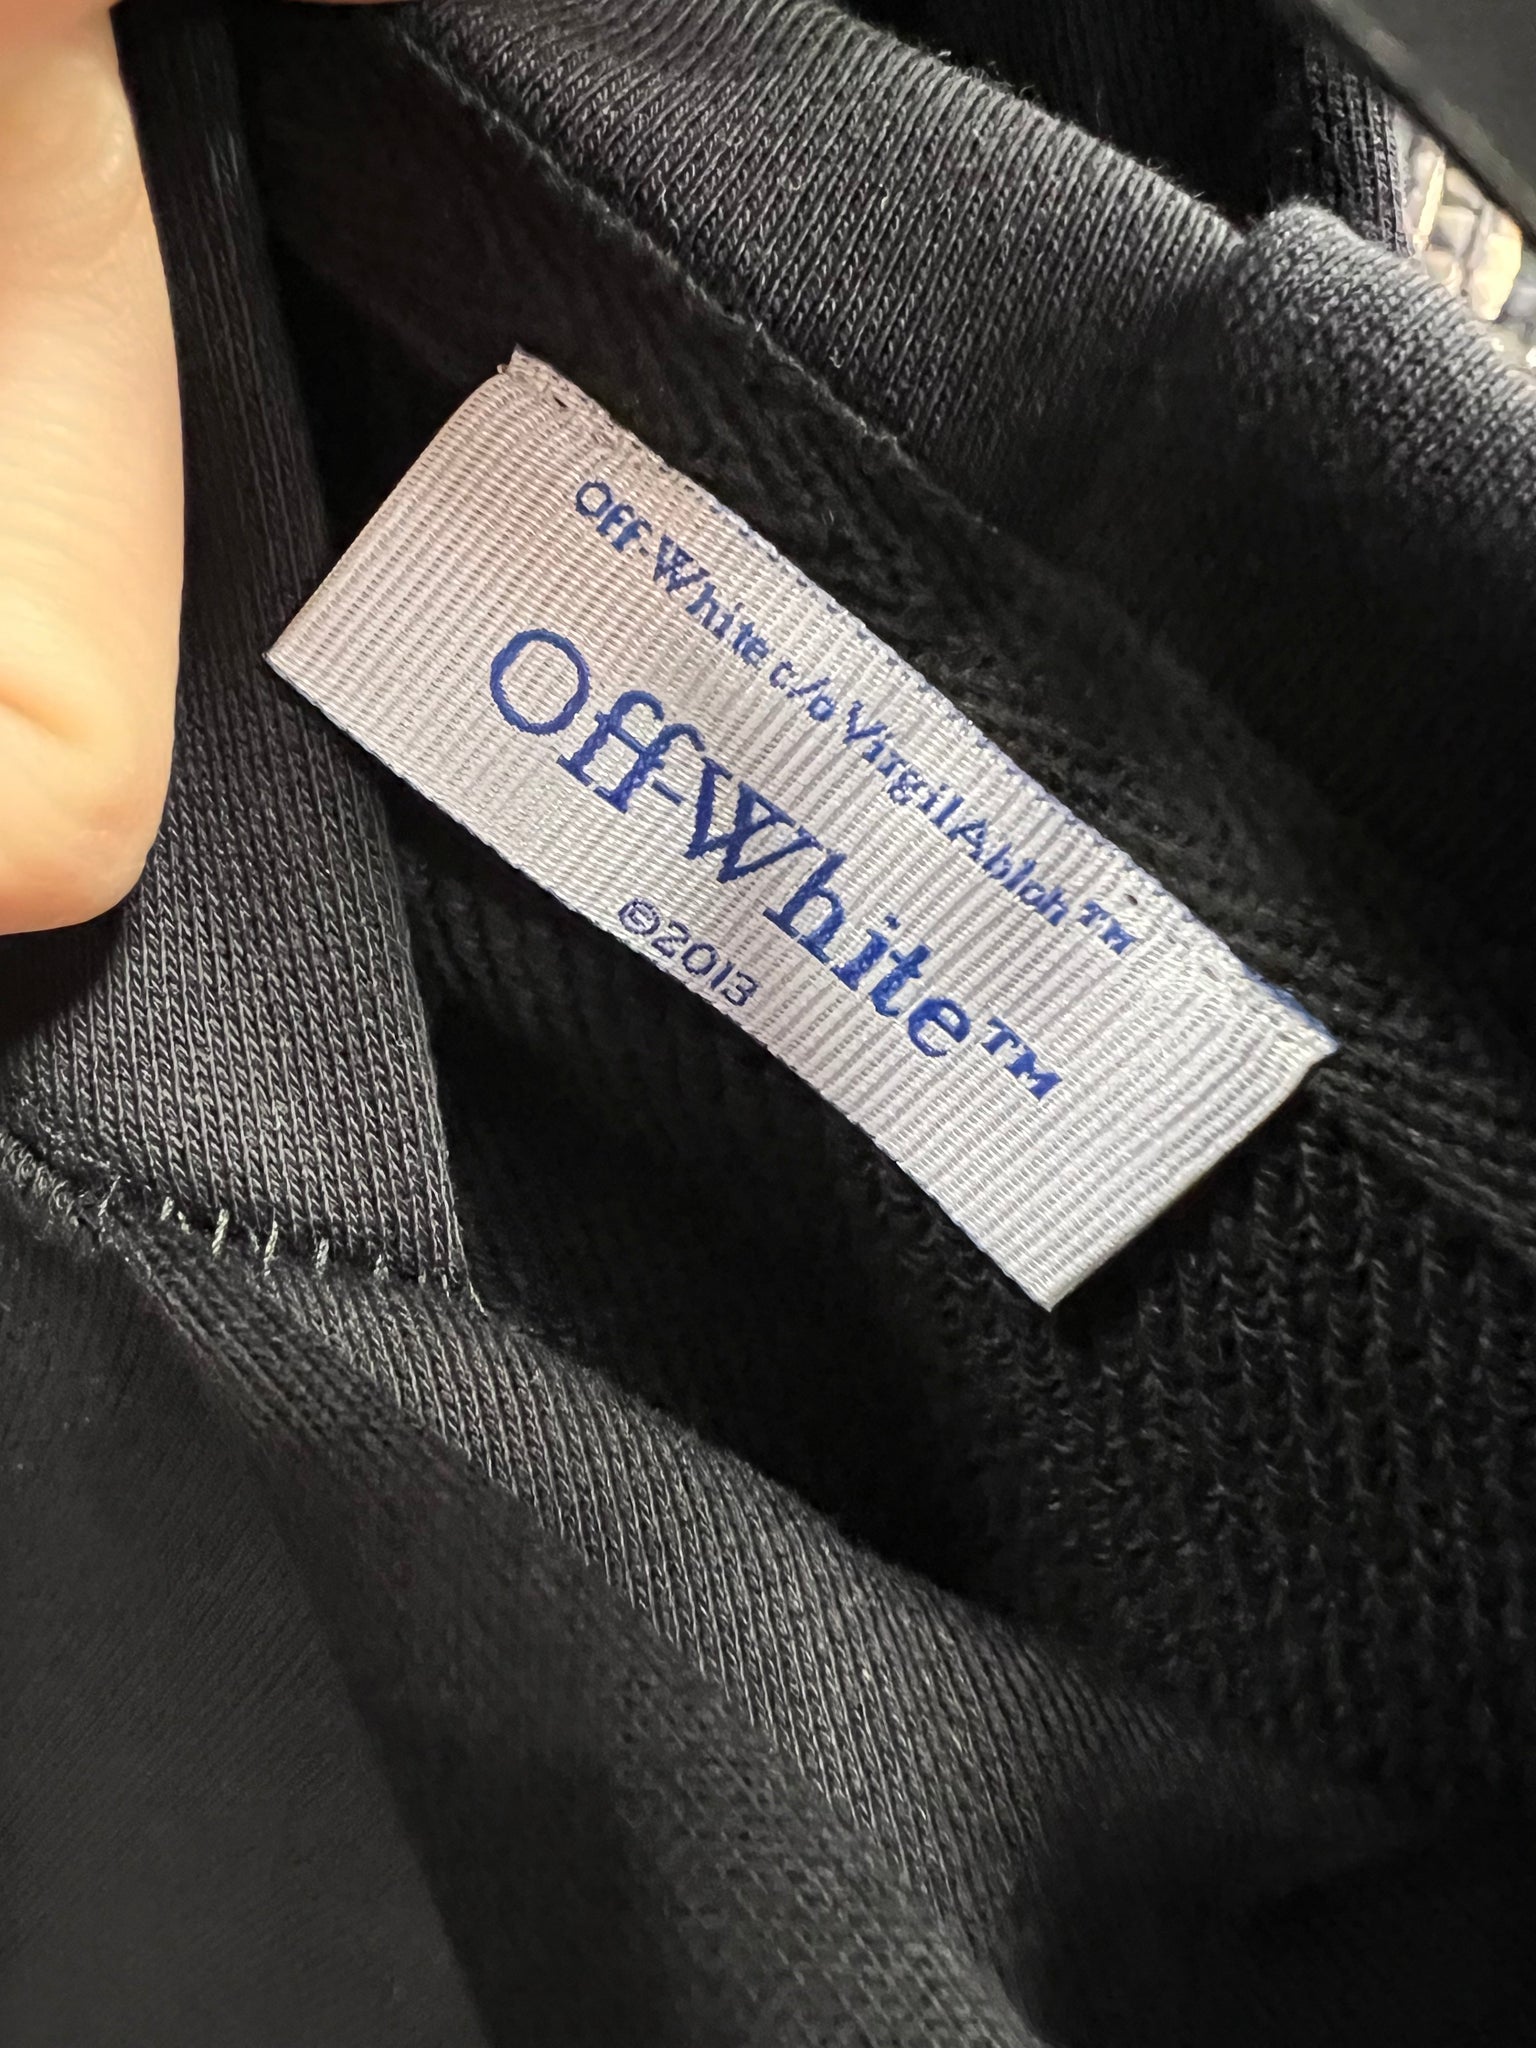 Off-White c/o Virgil Abloh™
Off-White™
©2013